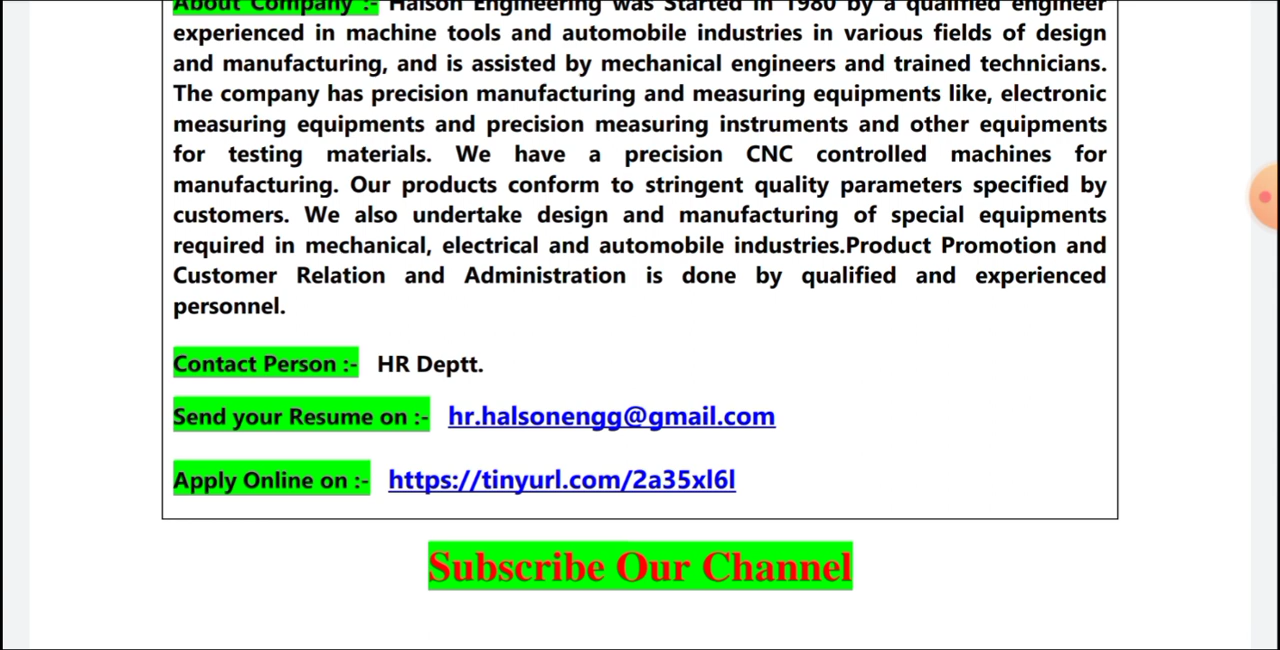 About Company :- Halson Engineering was Started in 1980 by a qualified engineer
experienced in machine tools and automobile industries in various fields of design
and manufacturing, and is assisted by mechanical engineers and trained technicians.
The company has precision manufacturing and measuring equipments like, electronic
measuring equipments and precision measuring instruments and other equipments
for testing materials. We have a precision CNC controlled machines for
manufacturing. Our products conform to stringent quality parameters specified by
customers. We also undertake design and manufacturing of special equipments
required in mechanical, electrical and automobile industries.Product Promotion and
Customer Relation and Administration is done by qualified and experienced
personnel.
Contact Person :- HR Deptt.
Send your Resume on :- hr.halsonengg@gmail.com
Apply Online on :- https://tinyurl.com/2a35xl6l
Subscribe Our Channel